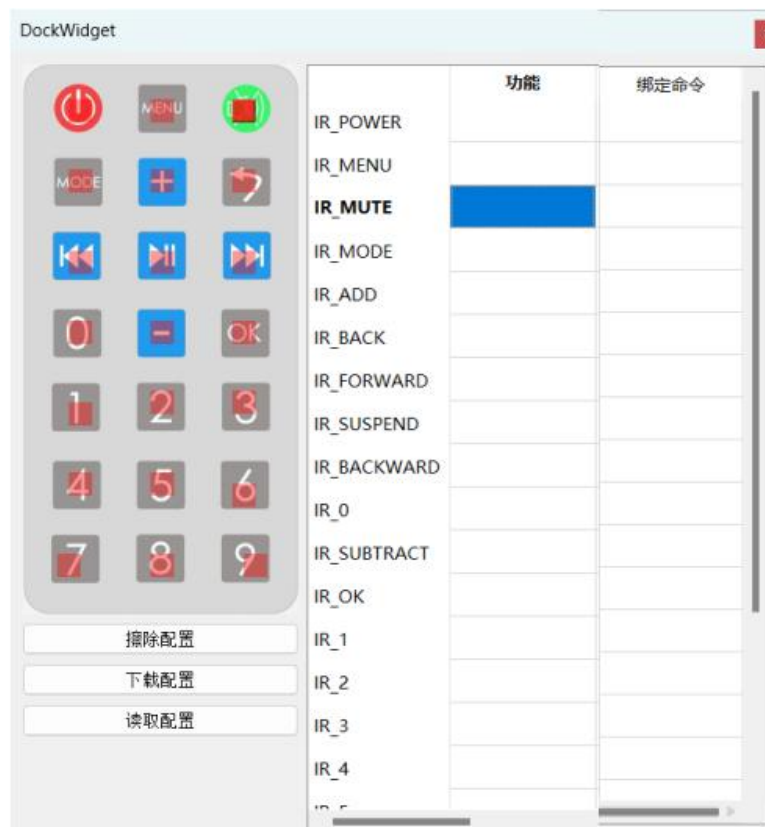 DockWidget
MENU
MODE
0
-
OK
1
2
3
4
5
6
7
8
9
擦除配置
下载配置
读取配置
功能
绑定命令
IR_POWER
IR_MENU
IR_MUTE
IR_MODE
IR_ADD
IR_BACK
IR_FORWARD
IR_SUSPEND
IR_BACKWARD
IR_0
IR_SUBTRACT
IR_OK
IR_1
IR_2
IR_3
IR_4